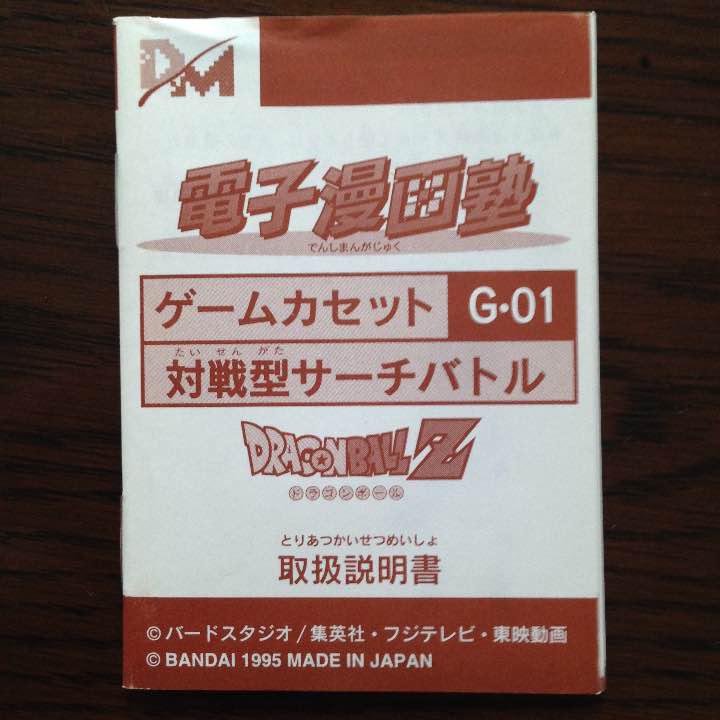 DM
電子漫画塾
でんしまんがじゅく
ゲームカセット G・01
たいせんがた
対戦型サーチバトル
DRAGON BALL Z
ドラゴンボール
とりあつかいせつめいしょ
取扱説明書
©バードスタジオ/集英社・フジテレビ・東映動画
© BANDAI 1995 MADE IN JAPAN